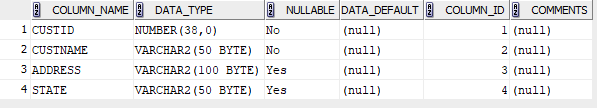 COLUMN_NAME DATA_TYPE NULLABLE DATA_DEFAULT COLUMN_ID COMMENTS
1 CUSTID NUMBER(38,0) No (null) 1 (null)
2 CUSTNAME VARCHAR2(50 BYTE) No (null) 2 (null)
3 ADDRESS VARCHAR2(100 BYTE) Yes (null) 3 (null)
4 STATE VARCHAR2(50 BYTE) Yes (null) 4 (null)